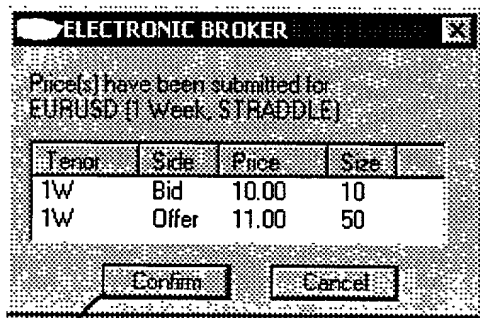 ELECTRONIC BROKER
Price(s) have been submitted for
EURUSD (1 Week, STRADDLE)
Tenor Side Price Size
1W Bid 10.00 10
1W Offer 11.00 50
Confirm Cancel